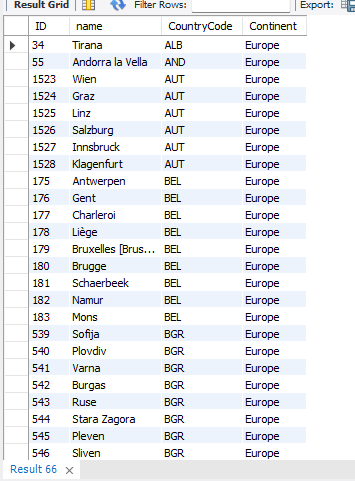 Result Grid Filter Rows: Export:
ID name CountryCode Continent
34 Tirana ALB Europe
55 Andorra la Vella AND Europe
1523 Wien AUT Europe
1524 Graz AUT Europe
1525 Linz AUT Europe
1526 Salzburg AUT Europe
1527 Innsbruck AUT Europe
1528 Klagenfurt AUT Europe
175 Antwerpen BEL Europe
176 Gent BEL Europe
177 Charleroi BEL Europe
178 Liège BEL Europe
179 Bruxelles [Brus... BEL Europe
180 Brugge BEL Europe
181 Schaerbeek BEL Europe
182 Namur BEL Europe
183 Mons BEL Europe
539 Sofija BGR Europe
540 Plovdiv BGR Europe
541 Varna BGR Europe
542 Burgas BGR Europe
543 Ruse BGR Europe
544 Stara Zagora BGR Europe
545 Pleven BGR Europe
546 Sliven BGR Europe
Result 66